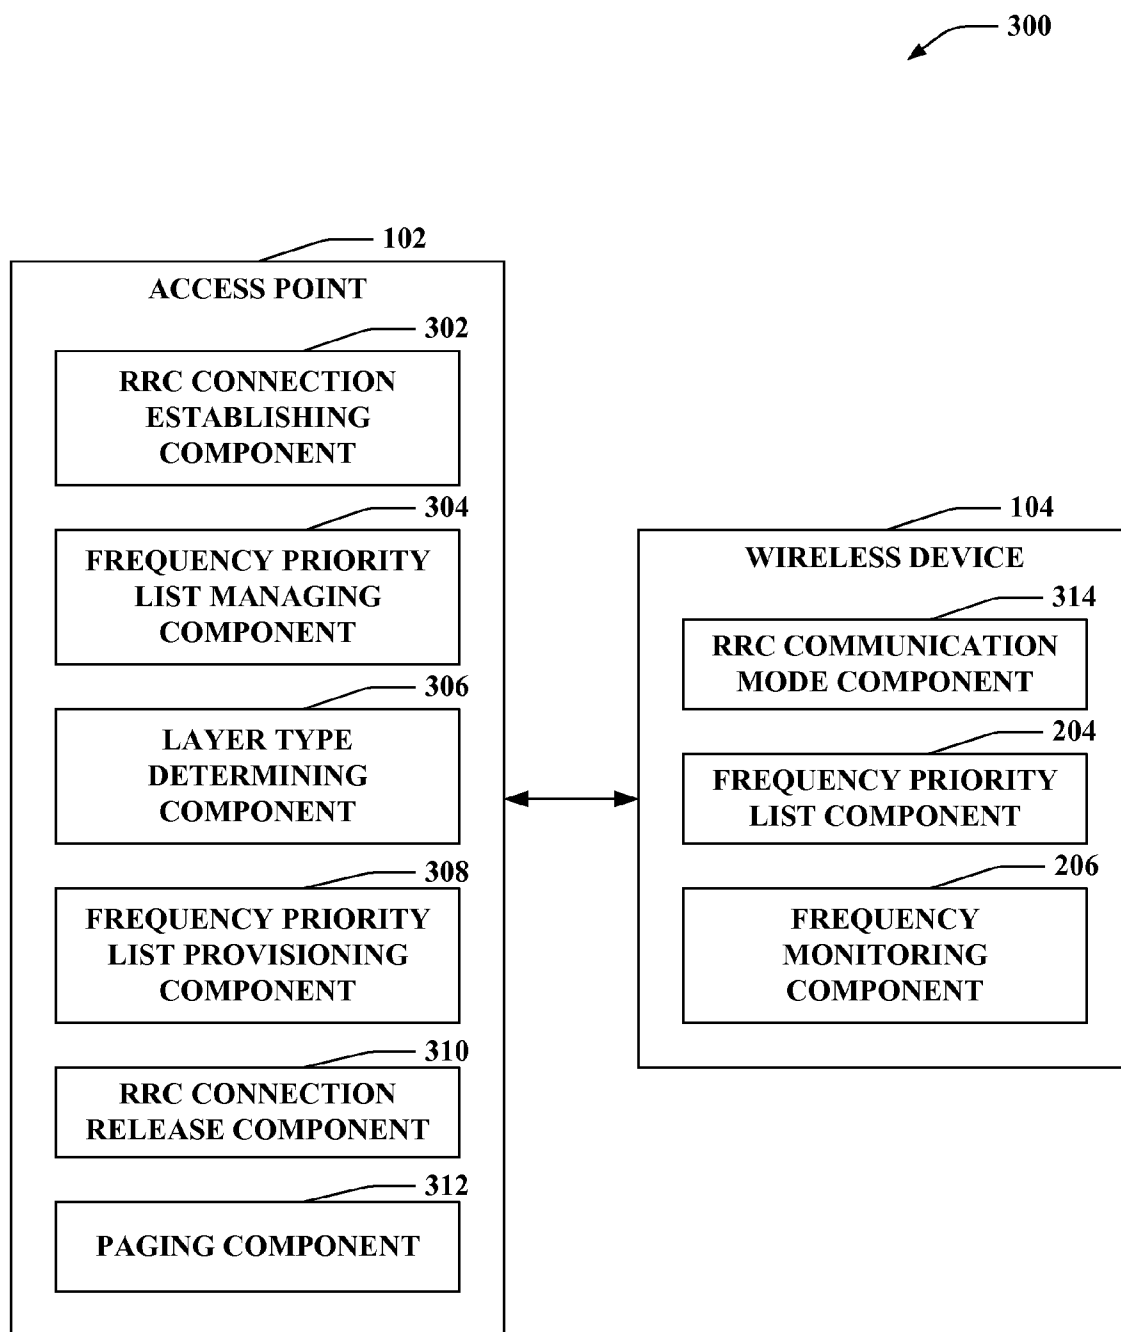 300
102
ACCESS POINT
302
RRC CONNECTION
ESTABLISHING
COMPONENT
304
FREQUENCY PRIORITY
LIST MANAGING
COMPONENT
306
LAYER TYPE
DETERMINING
COMPONENT
308
FREQUENCY PRIORITY
LIST PROVISIONING
COMPONENT
310
RRC CONNECTION
RELEASE COMPONENT
312
PAGING COMPONENT
104
WIRELESS DEVICE
314
RRC COMMUNICATION
MODE COMPONENT
204
FREQUENCY PRIORITY
LIST COMPONENT
206
FREQUENCY
MONITORING
COMPONENT